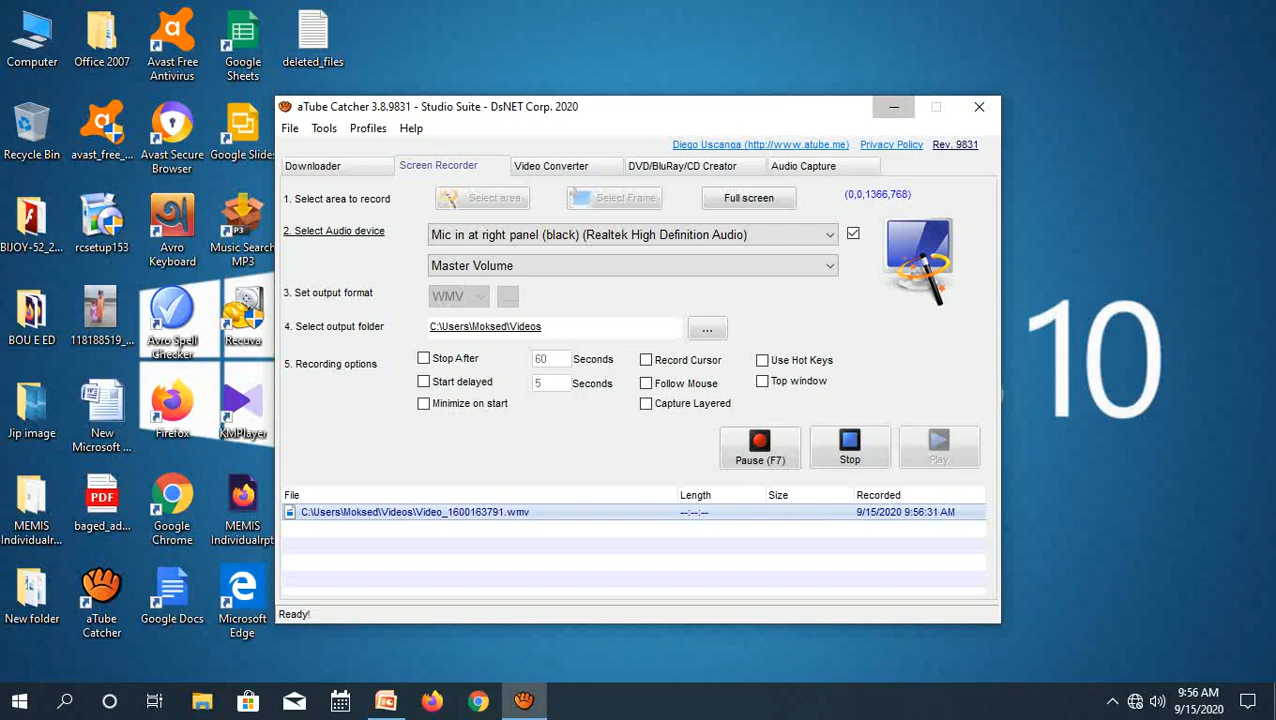 Computer
Office 2007
Avast Free
Antivirus
Google
Sheets
deleted_files
Recycle Bin
avast_free_...
Avast Secure
Browser
Google Slides
BIJOY-52_2...
rcsetup153
Avro
Keyboard
P3
Music Search
MP3
BOU E ED
118188519_...
Avro Spell
Checker
Recuva
Jip image
New
Microsoft ...
Firefox
KMPlayer
PDF
MEMIS
Individualr...
baged_ad...
Google
Chrome
MEMIS
Individualrpt
New folder
aTube
Catcher
Google Docs
Microsoft
Edge
10
aTube Catcher 3.8.9831 - Studio Suite - DsNET Corp. 2020
File Tools Profiles Help
Diego Uscanga (http://www.atube.me) Privacy Policy Rev. 9831
Downloader Screen Recorder Video Converter DVD/BluRay/CD Creator Audio Capture
1. Select area to record Select area Select Frame Full screen (0,0,1366,768)
2. Select Audio device Mic in at right panel (black) (Realtek High Definition Audio)
Master Volume
3. Set output format WMV ...
4. Select output folder C:\Users\Moksed\Videos ...
5. Recording options Stop After 60 Seconds Record Cursor Use Hot Keys
Start delayed 5 Seconds Follow Mouse Top window
Minimize on start Capture Layered
Pause (F7) Stop Play
File Length Size Recorded
C:\Users\Moksed\Videos\Video_1600163791.wmv --:--:-- 9/15/2020 9:56:31 AM
Ready!
9:56 AM
9/15/2020